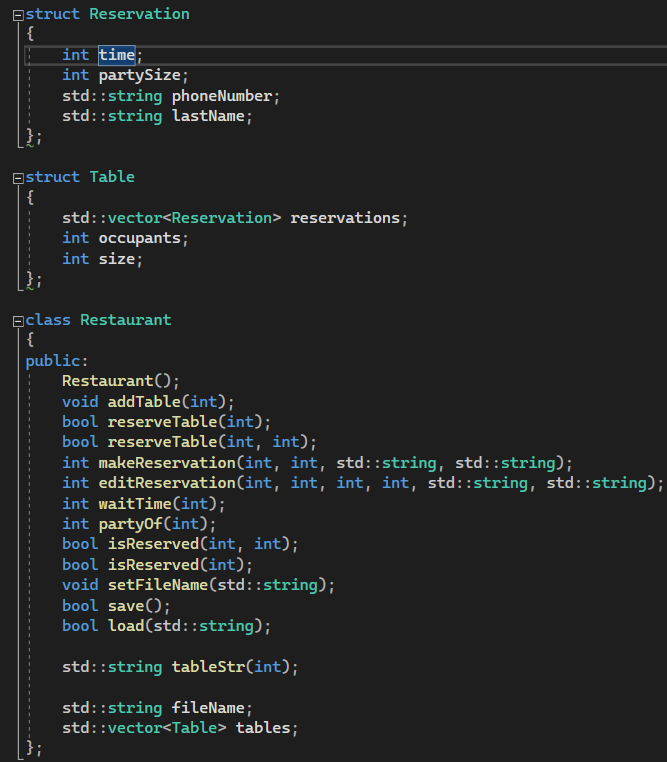 struct Reservation
{
    int time;
    int partySize;
    std::string phoneNumber;
    std::string lastName;
};

struct Table
{
    std::vector<Reservation> reservations;
    int occupants;
    int size;
};

class Restaurant
{
public:
    Restaurant();
    void addTable(int);
    bool reserveTable(int);
    bool reserveTable(int, int);
    int makeReservation(int, int, std::string, std::string);
    int editReservation(int, int, int, int, std::string, std::string);
    int waitTime(int);
    int partyOf(int);
    bool isReserved(int, int);
    bool isReserved(int);
    void setFileName(std::string);
    bool save();
    bool load(std::string);

    std::string tableStr(int);

    std::string fileName;
    std::vector<Table> tables;
};